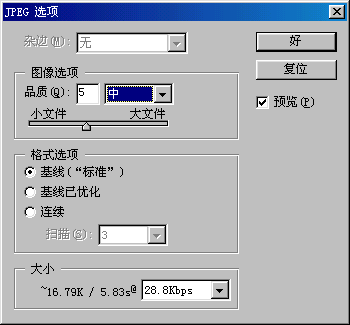 JPEG 选项
杂边(M): 无
好
图像选项
复位
品质(Q): 5 中
预览(P)
小文件 大文件
格式选项
基线(“标准”)
基线已优化
连续
扫描(S): 3
大小
~16.79K / 5.83s@ 28.8Kbps